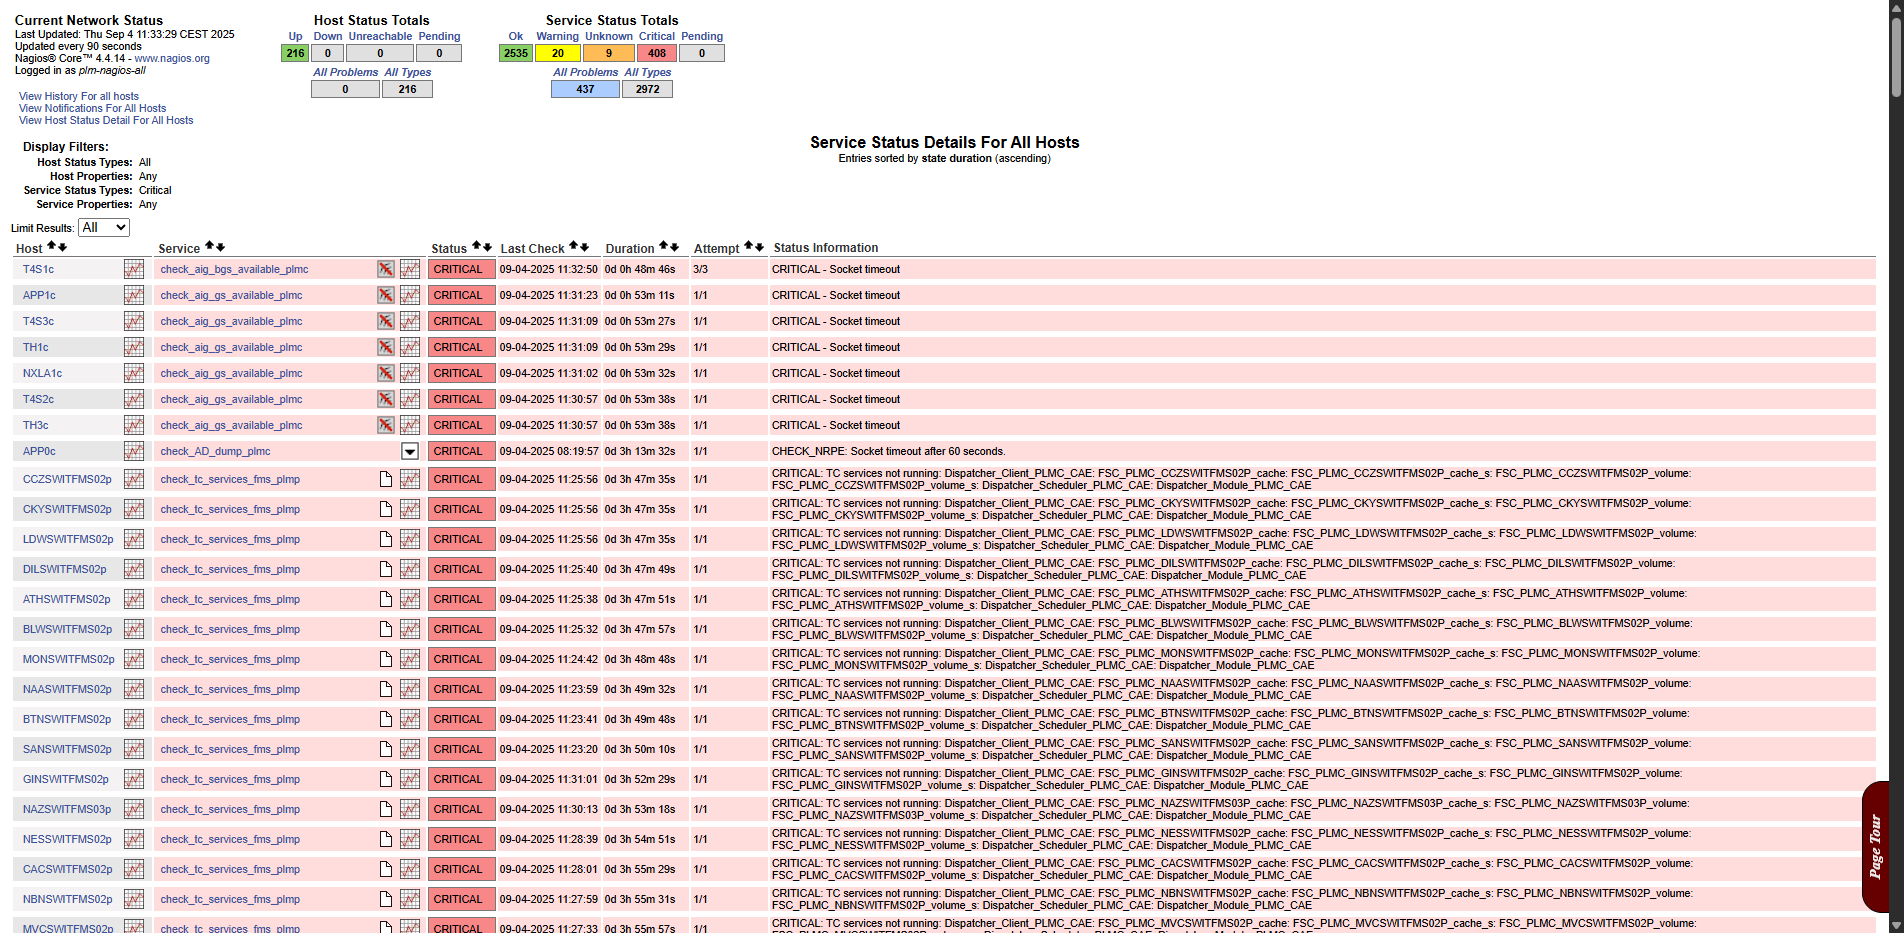 Current Network Status
Last Updated: Thu Sep 4 11:33:29 CEST 2025
Updated every 90 seconds
Nagios® Core™ 4.4.14 - www.nagios.org
Logged in as plm-nagios-all
View History For all hosts
View Notifications For All Hosts
View Host Status Detail For All Hosts
Host Status Totals
Up Down Unreachable Pending
216 0 0 0
All Problems All Types
0 216
Service Status Totals
Ok Warning Unknown Critical Pending
2535 20 9 408 0
All Problems All Types
437 2972
Display Filters:
Host Status Types: All
Host Properties: Any
Service Status Types: Critical
Service Properties: Any
Service Status Details For All Hosts
Entries sorted by state duration (ascending)
Limit Results: All
Host Service Status Last Check Duration Attempt Status Information
T4S1c check_aig_bgs_available_plmc CRITICAL 09-04-2025 11:32:50 0d 0h 48m 46s 3/3 CRITICAL - Socket timeout
APP1c check_aig_gs_available_plmc CRITICAL 09-04-2025 11:31:23 0d 0h 53m 11s 1/1 CRITICAL - Socket timeout
T4S3c check_aig_gs_available_plmc CRITICAL 09-04-2025 11:31:09 0d 0h 53m 27s 1/1 CRITICAL - Socket timeout
TH1c check_aig_gs_available_plmc CRITICAL 09-04-2025 11:31:09 0d 0h 53m 29s 1/1 CRITICAL - Socket timeout
NXLA1c check_aig_gs_available_plmc CRITICAL 09-04-2025 11:31:02 0d 0h 53m 32s 1/1 CRITICAL - Socket timeout
T4S2c check_aig_gs_available_plmc CRITICAL 09-04-2025 11:30:57 0d 0h 53m 38s 1/1 CRITICAL - Socket timeout
TH3c check_aig_gs_available_plmc CRITICAL 09-04-2025 11:30:57 0d 0h 53m 38s 1/1 CRITICAL - Socket timeout
APP0c check_AD_dump_plmc CRITICAL 09-04-2025 08:19:57 0d 3h 13m 32s 1/1 CHECK_NRPE: Socket timeout after 60 seconds.
CCZSWITFMS02p check_tc_services_fms_plmp CRITICAL 09-04-2025 11:25:56 0d 3h 47m 35s 1/1 CRITICAL: TC services not running: Dispatcher_Client_PLMC_CAE: FSC_PLMC_CCZSWITFMS02P_cache: FSC_PLMC_CCZSWITFMS02P_cache_s: FSC_PLMC_CCZSWITFMS02P_volume:
FSC_PLMC_CCZSWITFMS02P_volume_s: Dispatcher_Scheduler_PLMC_CAE: Dispatcher_Module_PLMC_CAE
CKYSWITFMS02p check_tc_services_fms_plmp CRITICAL 09-04-2025 11:25:56 0d 3h 47m 35s 1/1 CRITICAL: TC services not running: Dispatcher_Client_PLMC_CAE: FSC_PLMC_CKYSWITFMS02P_cache: FSC_PLMC_CKYSWITFMS02P_cache_s: FSC_PLMC_CKYSWITFMS02P_volume:
FSC_PLMC_CKYSWITFMS02P_volume_s: Dispatcher_Scheduler_PLMC_CAE: Dispatcher_Module_PLMC_CAE
LDWSWITFMS02p check_tc_services_fms_plmp CRITICAL 09-04-2025 11:25:56 0d 3h 47m 35s 1/1 CRITICAL: TC services not running: Dispatcher_Client_PLMC_CAE: FSC_PLMC_LDWSWITFMS02P_cache: FSC_PLMC_LDWSWITFMS02P_cache_s: FSC_PLMC_LDWSWITFMS02P_volume:
FSC_PLMC_LDWSWITFMS02P_volume_s: Dispatcher_Scheduler_PLMC_CAE: Dispatcher_Module_PLMC_CAE
DILSWITFMS02p check_tc_services_fms_plmp CRITICAL 09-04-2025 11:25:40 0d 3h 47m 49s 1/1 CRITICAL: TC services not running: Dispatcher_Client_PLMC_CAE: FSC_PLMC_DILSWITFMS02P_cache: FSC_PLMC_DILSWITFMS02P_cache_s: FSC_PLMC_DILSWITFMS02P_volume:
FSC_PLMC_DILSWITFMS02P_volume_s: Dispatcher_Scheduler_PLMC_CAE: Dispatcher_Module_PLMC_CAE
ATHSWITFMS02p check_tc_services_fms_plmp CRITICAL 09-04-2025 11:25:38 0d 3h 47m 51s 1/1 CRITICAL: TC services not running: Dispatcher_Client_PLMC_CAE: FSC_PLMC_ATHSWITFMS02P_cache: FSC_PLMC_ATHSWITFMS02P_cache_s: FSC_PLMC_ATHSWITFMS02P_volume:
FSC_PLMC_ATHSWITFMS02P_volume_s: Dispatcher_Scheduler_PLMC_CAE: Dispatcher_Module_PLMC_CAE
BLWSWITFMS02p check_tc_services_fms_plmp CRITICAL 09-04-2025 11:25:32 0d 3h 47m 57s 1/1 CRITICAL: TC services not running: Dispatcher_Client_PLMC_CAE: FSC_PLMC_BLWSWITFMS02P_cache: FSC_PLMC_BLWSWITFMS02P_cache_s: FSC_PLMC_BLWSWITFMS02P_volume:
FSC_PLMC_BLWSWITFMS02P_volume_s: Dispatcher_Scheduler_PLMC_CAE: Dispatcher_Module_PLMC_CAE
MONSWITFMS02p check_tc_services_fms_plmp CRITICAL 09-04-2025 11:24:42 0d 3h 48m 48s 1/1 CRITICAL: TC services not running: Dispatcher_Client_PLMC_CAE: FSC_PLMC_MONSWITFMS02P_cache: FSC_PLMC_MONSWITFMS02P_cache_s: FSC_PLMC_MONSWITFMS02P_volume:
FSC_PLMC_MONSWITFMS02P_volume_s: Dispatcher_Scheduler_PLMC_CAE: Dispatcher_Module_PLMC_CAE
NAASWITFMS02p check_tc_services_fms_plmp CRITICAL 09-04-2025 11:23:59 0d 3h 49m 32s 1/1 CRITICAL: TC services not running: Dispatcher_Client_PLMC_CAE: FSC_PLMC_NAASWITFMS02P_cache: FSC_PLMC_NAASWITFMS02P_cache_s: FSC_PLMC_NAASWITFMS02P_volume:
FSC_PLMC_NAASWITFMS02P_volume_s: Dispatcher_Scheduler_PLMC_CAE: Dispatcher_Module_PLMC_CAE
BTNSWITFMS02p check_tc_services_fms_plmp CRITICAL 09-04-2025 11:23:41 0d 3h 49m 48s 1/1 CRITICAL: TC services not running: Dispatcher_Client_PLMC_CAE: FSC_PLMC_BTNSWITFMS02P_cache: FSC_PLMC_BTNSWITFMS02P_cache_s: FSC_PLMC_BTNSWITFMS02P_volume:
FSC_PLMC_BTNSWITFMS02P_volume_s: Dispatcher_Scheduler_PLMC_CAE: Dispatcher_Module_PLMC_CAE
SANSWITFMS02p check_tc_services_fms_plmp CRITICAL 09-04-2025 11:23:20 0d 3h 50m 10s 1/1 CRITICAL: TC services not running: Dispatcher_Client_PLMC_CAE: FSC_PLMC_SANSWITFMS02P_cache: FSC_PLMC_SANSWITFMS02P_cache_s: FSC_PLMC_SANSWITFMS02P_volume:
FSC_PLMC_SANSWITFMS02P_volume_s: Dispatcher_Scheduler_PLMC_CAE: Dispatcher_Module_PLMC_CAE
GINSWITFMS02p check_tc_services_fms_plmp CRITICAL 09-04-2025 11:31:01 0d 3h 52m 29s 1/1 CRITICAL: TC services not running: Dispatcher_Client_PLMC_CAE: FSC_PLMC_GINSWITFMS02P_cache: FSC_PLMC_GINSWITFMS02P_cache_s: FSC_PLMC_GINSWITFMS02P_volume:
FSC_PLMC_GINSWITFMS02P_volume_s: Dispatcher_Scheduler_PLMC_CAE: Dispatcher_Module_PLMC_CAE
NAZSWITFMS03p check_tc_services_fms_plmp CRITICAL 09-04-2025 11:30:13 0d 3h 53m 18s 1/1 CRITICAL: TC services not running: Dispatcher_Client_PLMC_CAE: FSC_PLMC_NAZSWITFMS03P_cache: FSC_PLMC_NAZSWITFMS03P_cache_s: FSC_PLMC_NAZSWITFMS03P_volume:
FSC_PLMC_NAZSWITFMS03P_volume_s: Dispatcher_Scheduler_PLMC_CAE: Dispatcher_Module_PLMC_CAE
NESSWITFMS02p check_tc_services_fms_plmp CRITICAL 09-04-2025 11:28:39 0d 3h 54m 51s 1/1 CRITICAL: TC services not running: Dispatcher_Client_PLMC_CAE: FSC_PLMC_NESSWITFMS02P_cache: FSC_PLMC_NESSWITFMS02P_cache_s: FSC_PLMC_NESSWITFMS02P_volume:
FSC_PLMC_NESSWITFMS02P_volume_s: Dispatcher_Scheduler_PLMC_CAE: Dispatcher_Module_PLMC_CAE
CACSWITFMS02p check_tc_services_fms_plmp CRITICAL 09-04-2025 11:28:01 0d 3h 55m 29s 1/1 CRITICAL: TC services not running: Dispatcher_Client_PLMC_CAE: FSC_PLMC_CACSWITFMS02P_cache: FSC_PLMC_CACSWITFMS02P_cache_s: FSC_PLMC_CACSWITFMS02P_volume:
FSC_PLMC_CACSWITFMS02P_volume_s: Dispatcher_Scheduler_PLMC_CAE: Dispatcher_Module_PLMC_CAE
NBNSWITFMS02p check_tc_services_fms_plmp CRITICAL 09-04-2025 11:27:59 0d 3h 55m 31s 1/1 CRITICAL: TC services not running: Dispatcher_Client_PLMC_CAE: FSC_PLMC_NBNSWITFMS02P_cache: FSC_PLMC_NBNSWITFMS02P_cache_s: FSC_PLMC_NBNSWITFMS02P_volume:
FSC_PLMC_NBNSWITFMS02P_volume_s: Dispatcher_Scheduler_PLMC_CAE: Dispatcher_Module_PLMC_CAE
MVCSWITFMS02p check_tc_services_fms_plmp CRITICAL 09-04-2025 11:27:33 0d 3h 55m 57s 1/1 CRITICAL: TC services not running: Dispatcher_Client_PLMC_CAE: FSC_PLMC_MVCSWITFMS02P_cache: FSC_PLMC_MVCSWITFMS02P_cache_s: FSC_PLMC_MVCSWITFMS02P_volume:
Page Tour